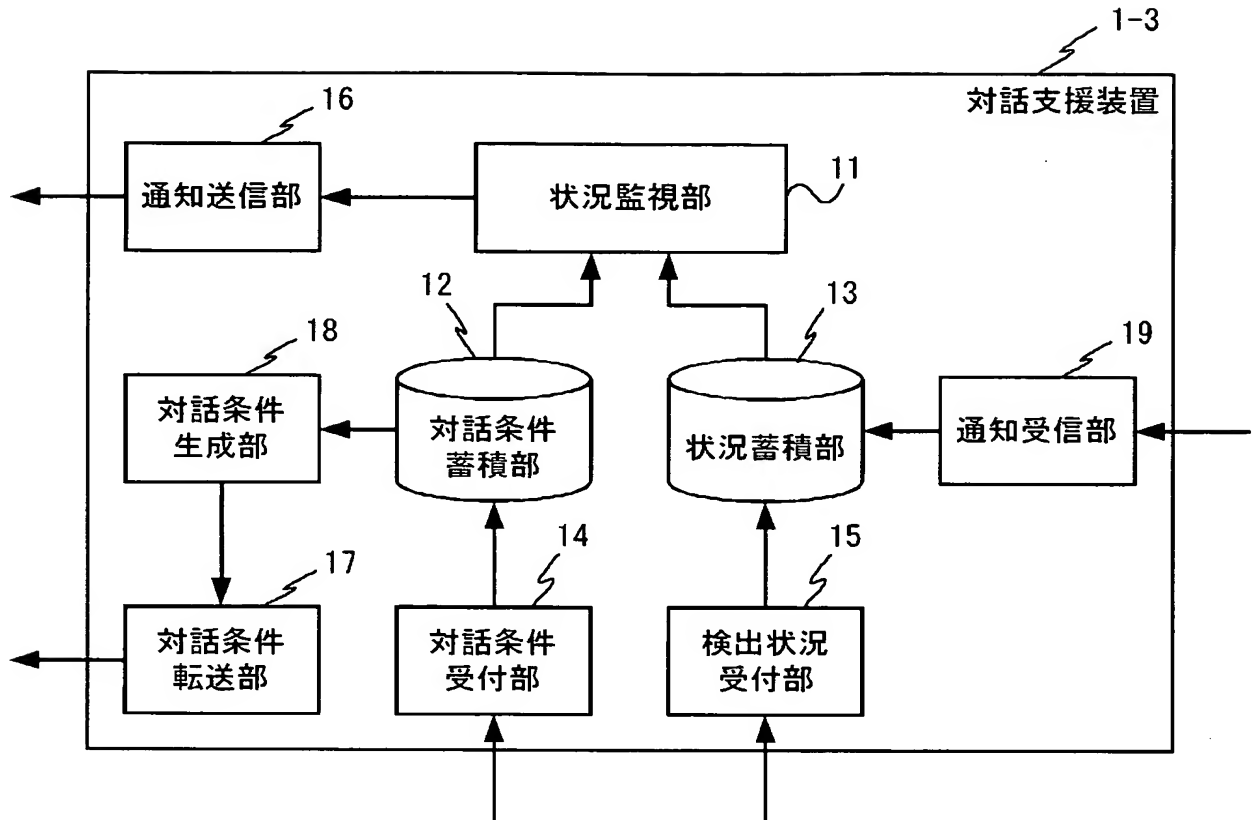 1-3
対話支援装置
16
通知送信部
状況監視部
11
12
13
18
19
対話条件
生成部
対話条件
蓄積部
状況蓄積部
通知受信部
17
14
15
対話条件
転送部
対話条件
受付部
検出状況
受付部